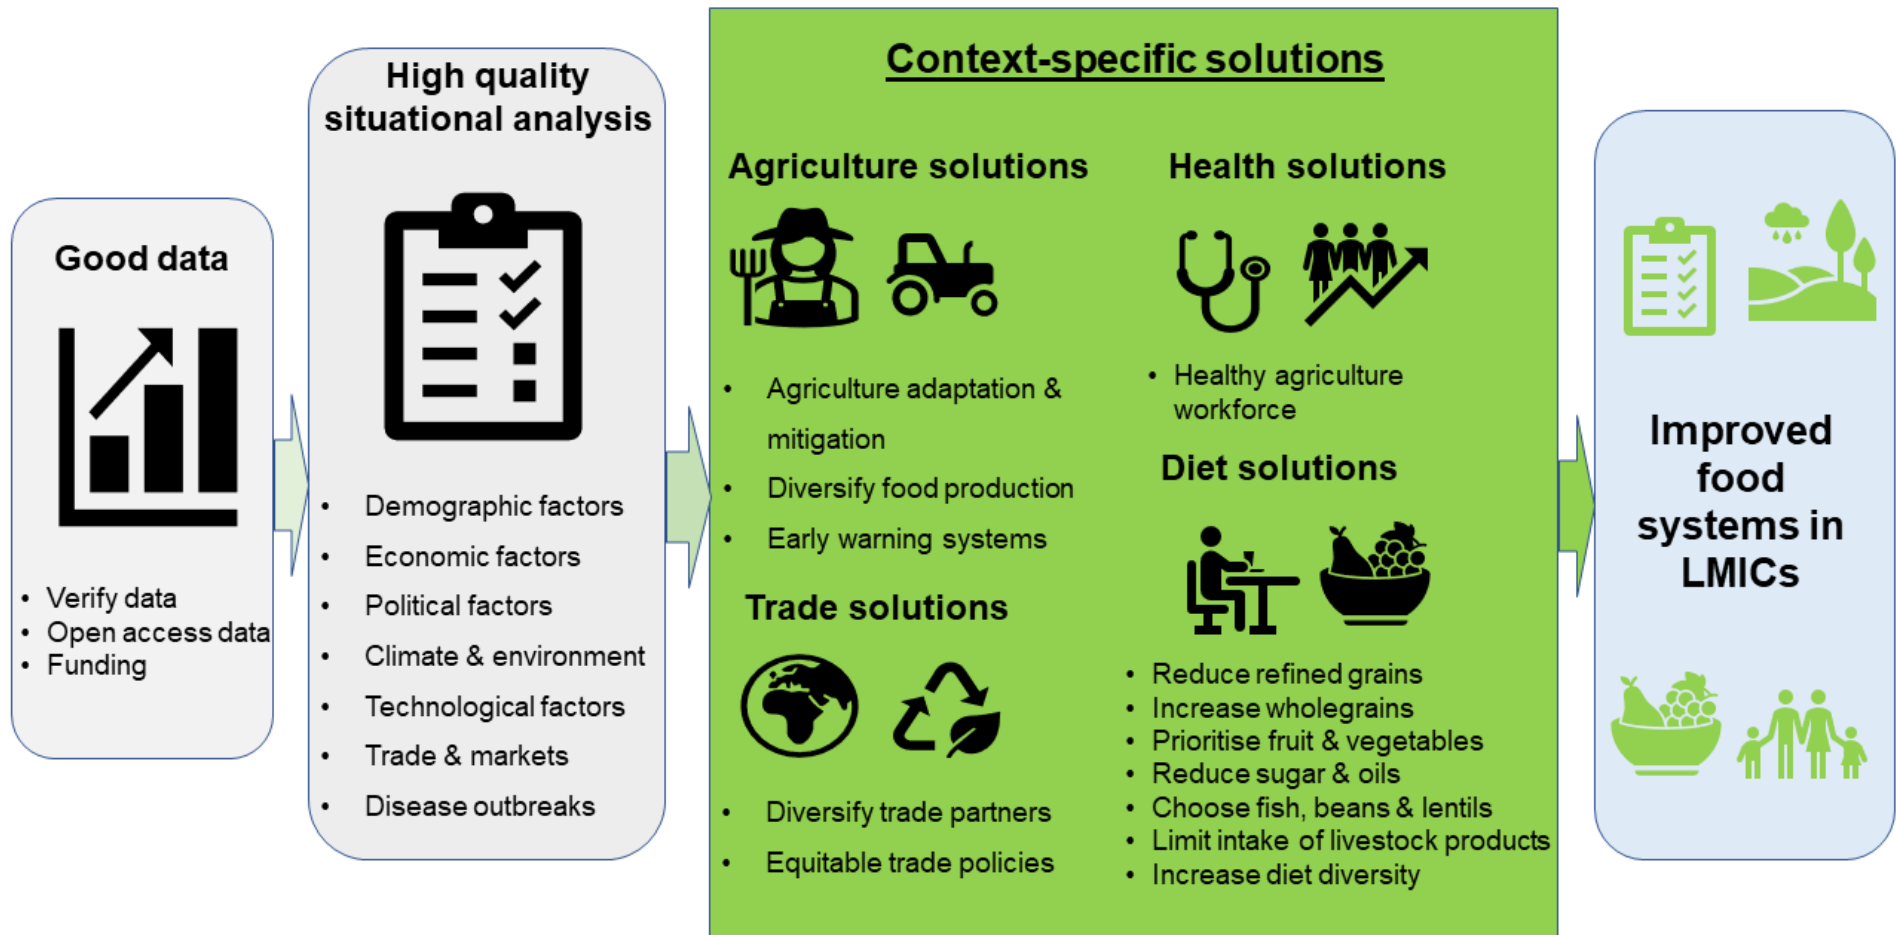 Good data
• Verify data
• Open access data
• Funding
High quality
situational analysis
• Demographic factors
• Economic factors
• Political factors
• Climate & environment
• Technological factors
• Trade & markets
• Disease outbreaks
Context-specific solutions
Agriculture solutions
• Agriculture adaptation &
mitigation
• Diversify food production
• Early warning systems
Trade solutions
• Diversify trade partners
• Equitable trade policies
Health solutions
• Healthy agriculture
workforce
Diet solutions
• Reduce refined grains
• Increase wholegrains
• Prioritise fruit & vegetables
• Reduce sugar & oils
• Choose fish, beans & lentils
• Limit intake of livestock products
• Increase diet diversity
Improved
food
systems in
LMICs